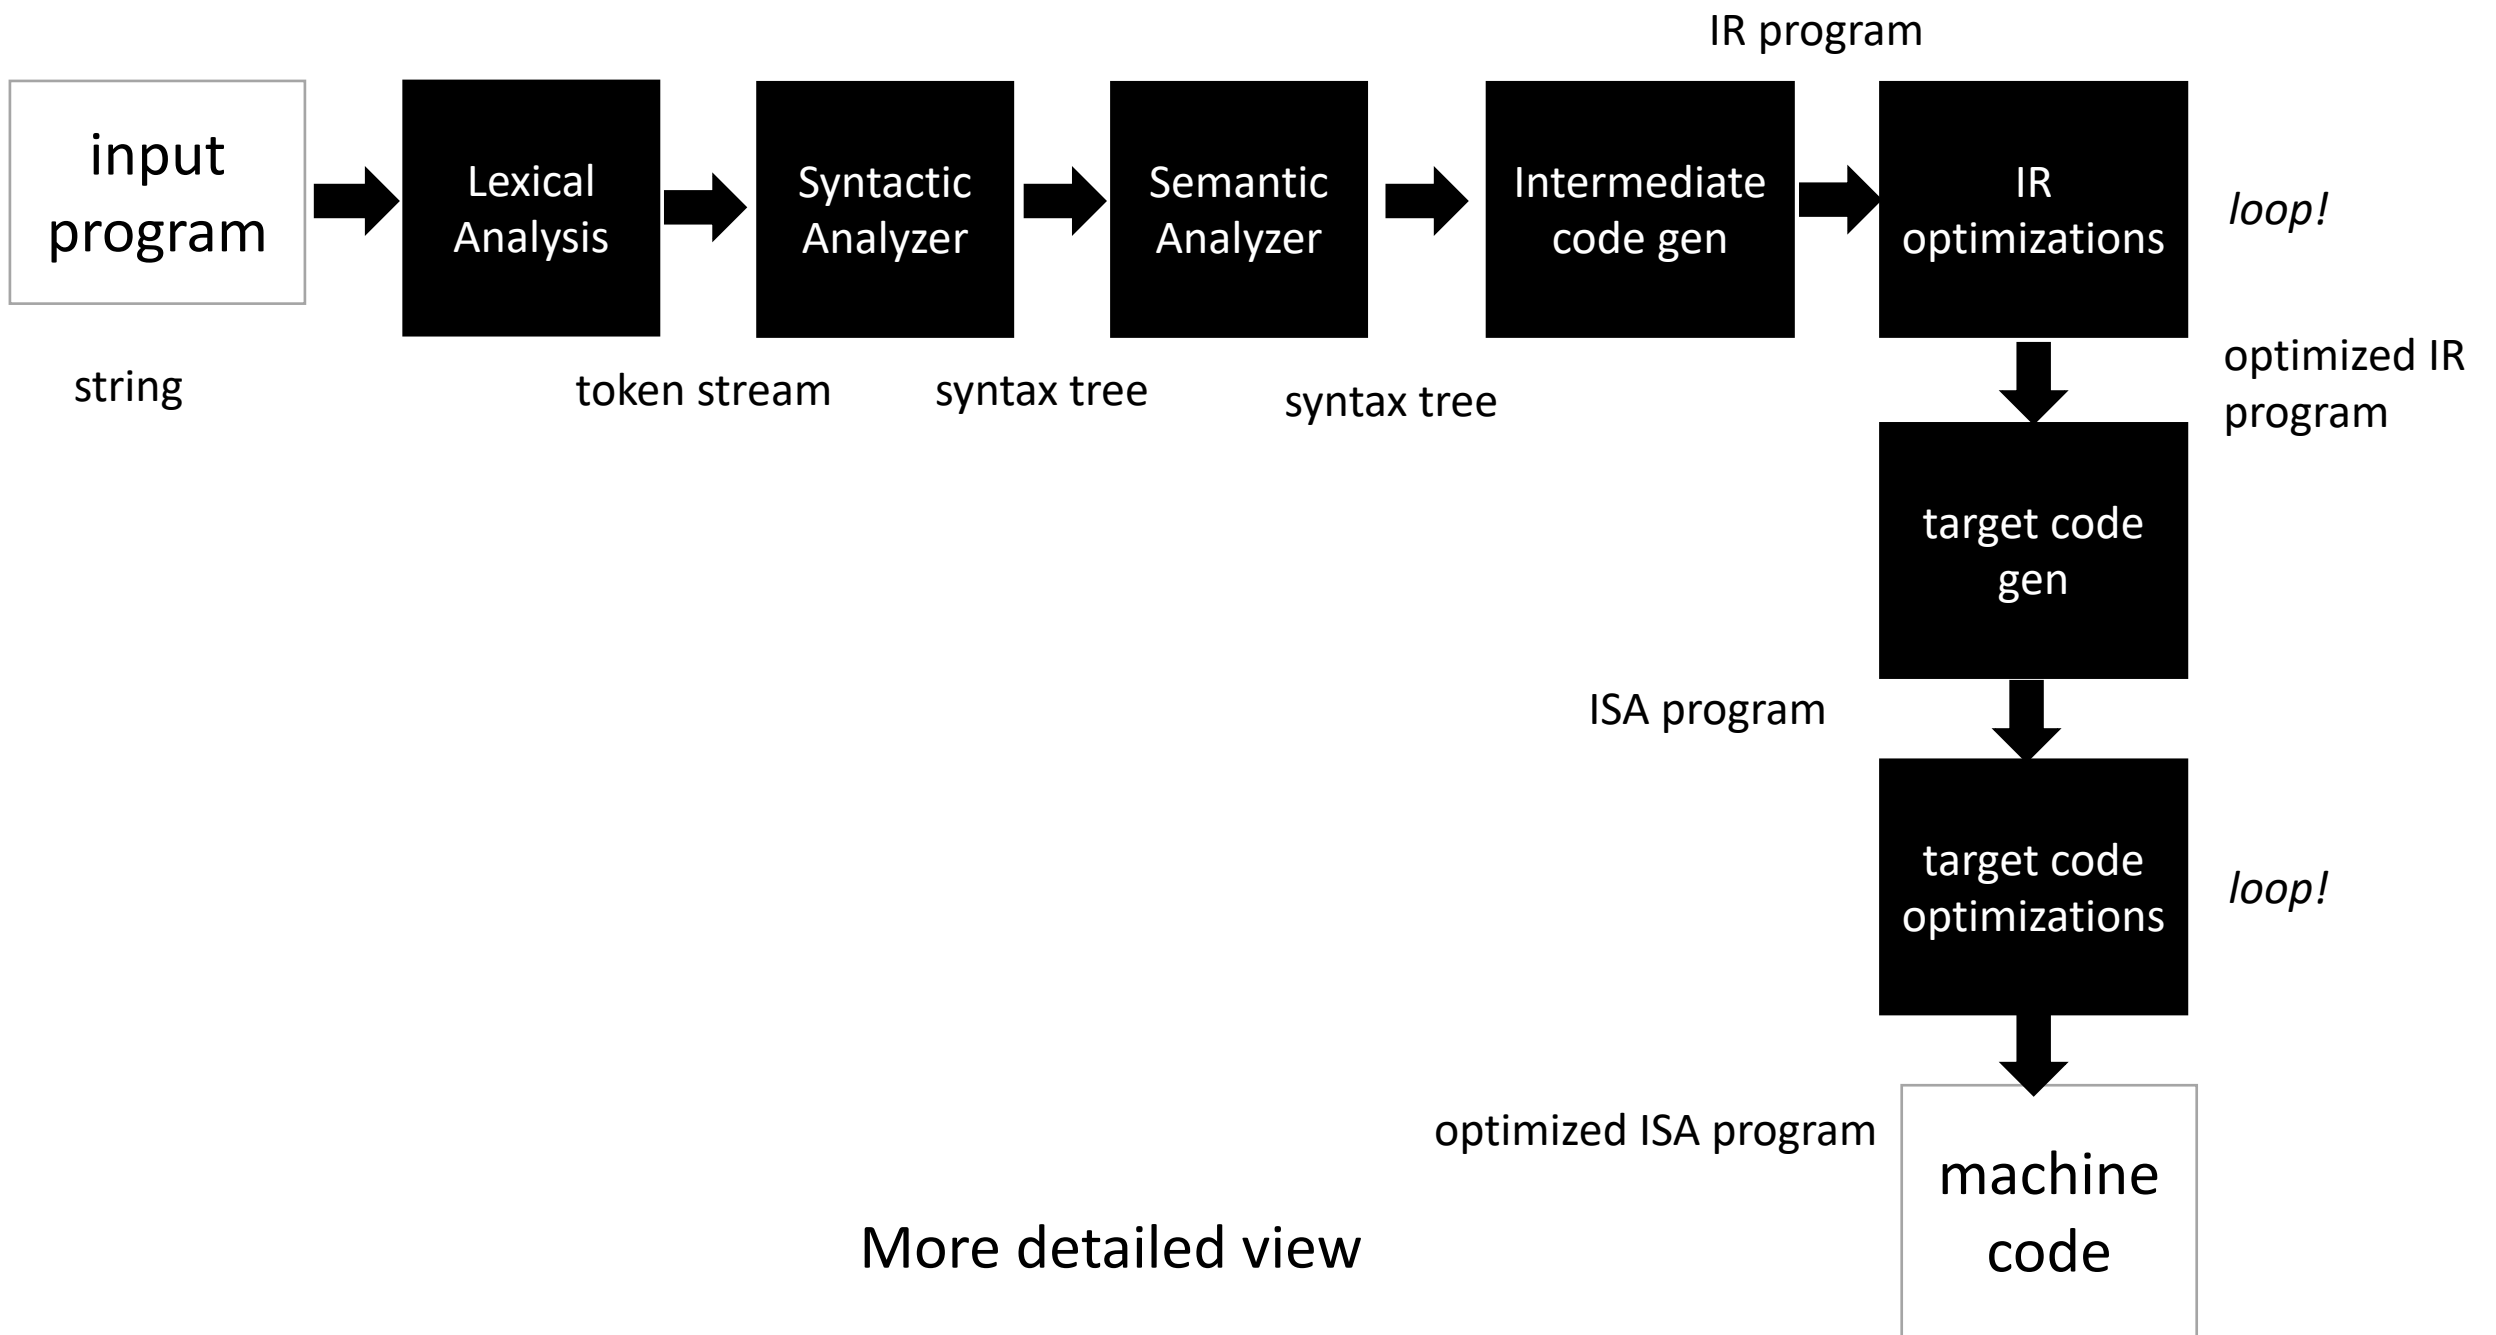 IR program
input
program
Lexical
Analysis
Syntactic
Analyzer
Semantic
Analyzer
Intermediate
code gen
IR
optimizations
loop!
string
token stream
syntax tree
syntax tree
optimized IR
program
target code
gen
ISA program
target code
optimizations
loop!
optimized ISA program
machine
code
More detailed view